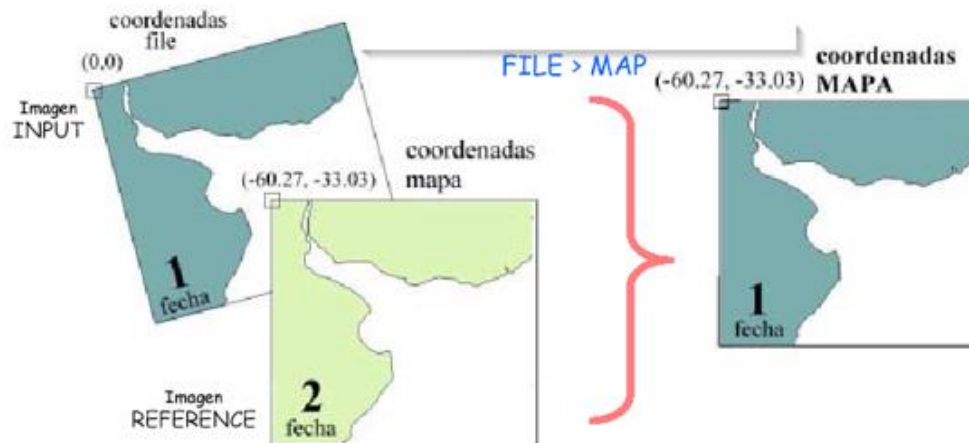 coordenadas
file
(0,0)
Imagen
INPUT
FILE > MAP
coordenadas
MAPA
(-60.27, -33.03)
coordenadas
mapa
(-60.27, -33.03)
1
fecha
2
fecha
1
fecha
Imagen
REFERENCE